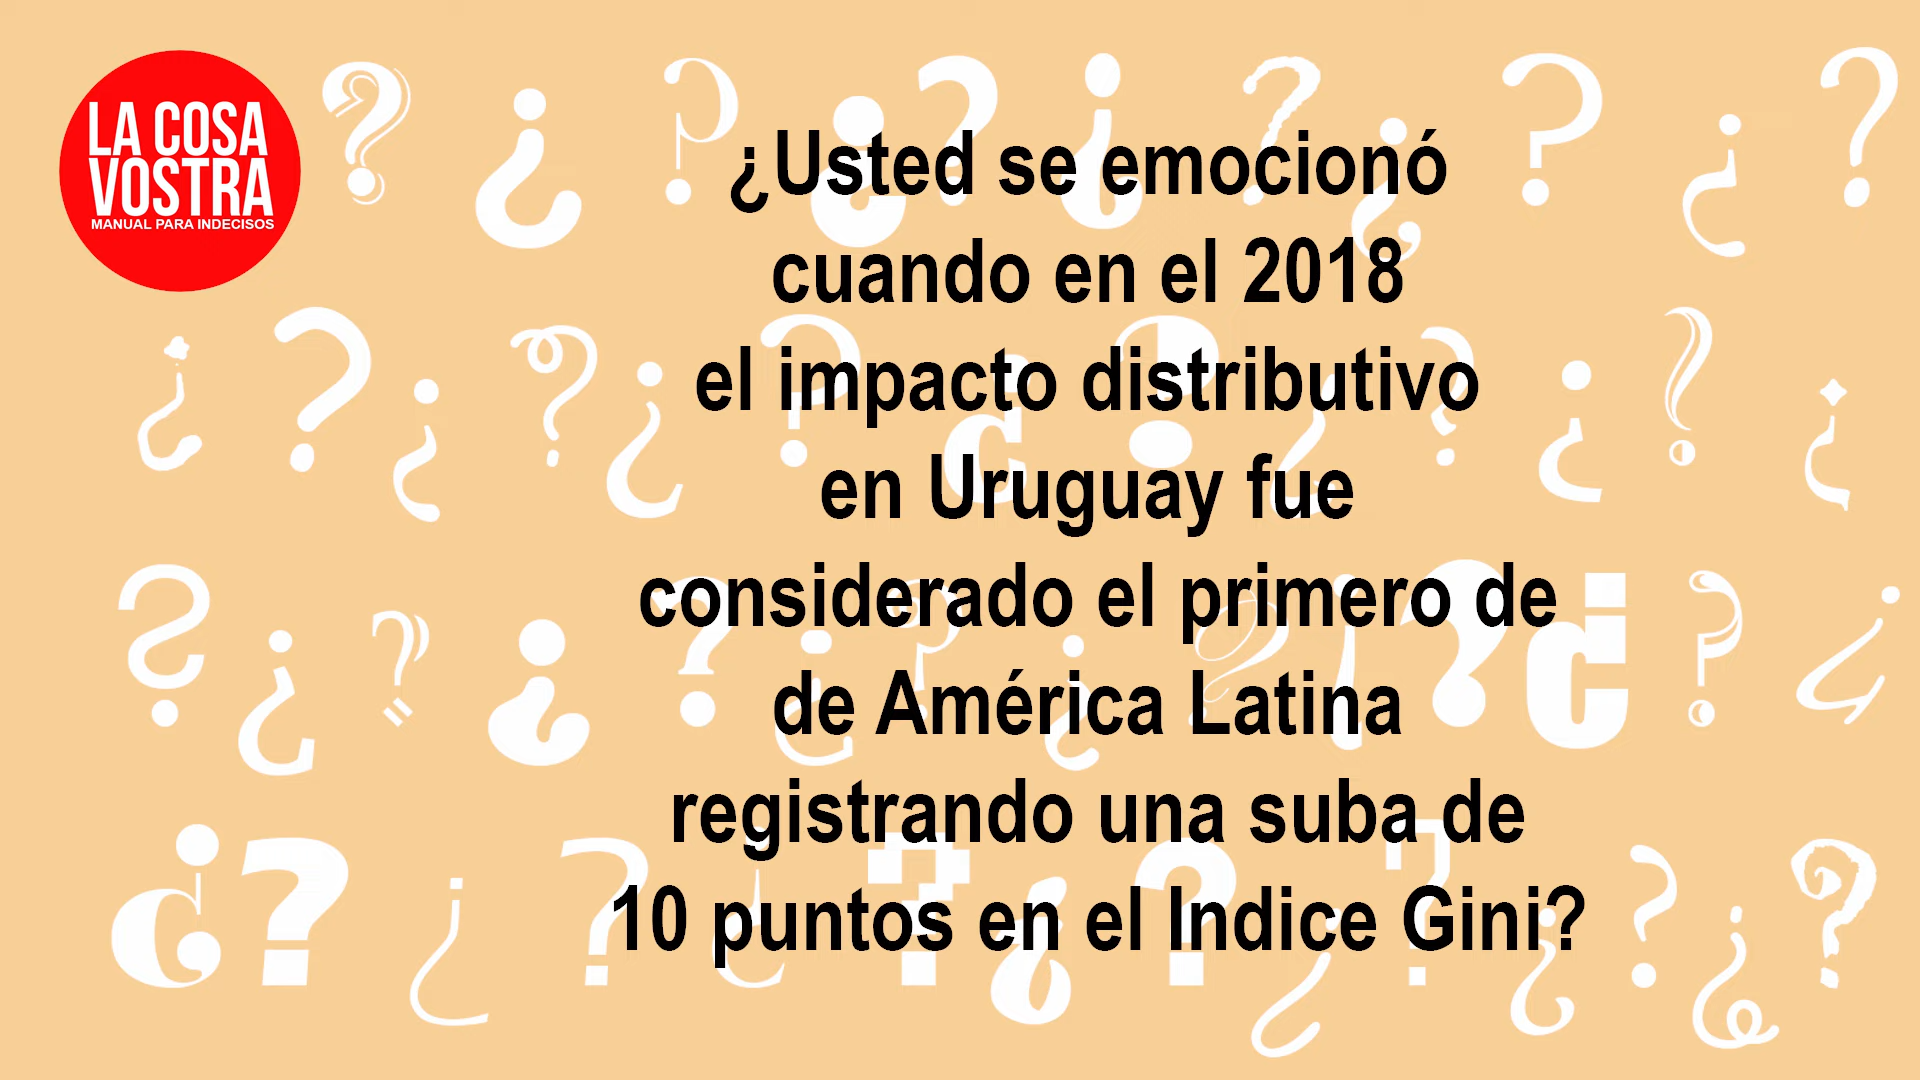 LA COSA
VOSTRA
MANUAL PARA INDECISOS
¿Usted se emocionó
cuando en el 2018
el impacto distributivo
en Uruguay fue
considerado el primero de
de América Latina
registrando una suba de
10 puntos en el Indice Gini?